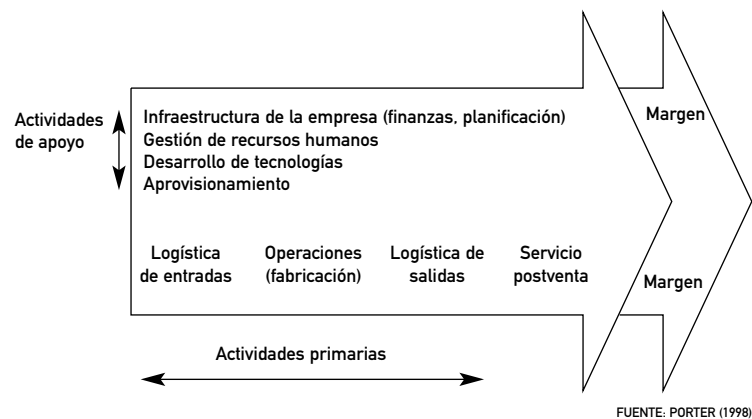 Actividades
de apoyo
Infraestructura de la empresa (finanzas, planificación)
Gestión de recursos humanos
Desarrollo de tecnologías
Aprovisionamiento
Margen
Logística
de entradas
Operaciones
(fabricación)
Logística de
salidas
Servicio
postventa
Margen
Actividades primarias
FUENTE: PORTER (1998)